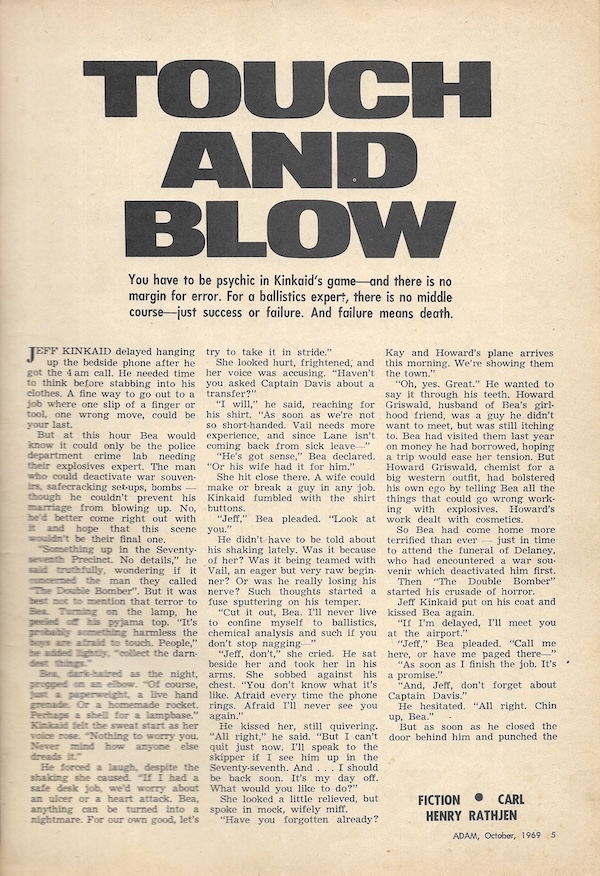 TOUCH
AND
BLOW
You have to be psychic in Kinkaid's game—and there is no
margin for error. For a ballistics expert, there is no middle
course—just success or failure. And failure means death.
JEFF KINKAID delayed hanging
up the bedside phone after he
got the 4 am call. He needed time
to think before stabbing into his
clothes. A fine way to go out to a
job where one slip of a finger or
tool, one wrong move, could be
your last.
But at this hour Bea would
know it could only be the police
department crime lab needing
their explosives expert. The man
who could deactivate war souven-
irs, safecracking set-ups, bombs —
though he couldn't prevent his
marriage from blowing up. No,
he'd better come right out with
it and hope that this scene
wouldn't be their final one.
"Something up in the Seventy-
seventh Precinct. No details," he
said truthfully, wondering if it
concerned the man they called
"The Double Bomber". But it was
best not to mention that terror to
Bea. Turning on the lamp, he
peeled off his pyjama top. "It's
probably something harmless the
boys are afraid to touch. People,"
he added lightly, "collect the darn-
dest things."
Bea, dark-haired as the night,
propped on an elbow. "Of course,
just a paperweight, a live hand
grenade. Or a homemade rocket.
Perhaps a shell for a lampbase."
Kinkaid felt the sweat start as her
voice rose. "Nothing to worry you.
Never mind how anyone else
dreads it."
He forced a laugh, despite the
shaking she caused. "If I had a
safe desk job, we'd worry about
an ulcer or a heart attack. Bea,
anything can be turned into a
nightmare. For our own good, let's
try to take it in stride."
She looked hurt, frightened, and
her voice was accusing. "Haven't
you asked Captain Davis about a
transfer?"
"I will," he said, reaching for
his shirt. "As soon as we're not
so short-handed. Vail needs more
experience, and since Lane isn't
coming back from sick leave—"
"He's got sense," Bea declared.
"Or his wife had it for him."
She hit close there. A wife could
make or break a guy in any job.
Kinkaid fumbled with the shirt
buttons.
"Jeff," Bea pleaded. "Look at
you."
He didn't have to be told about
his shaking lately. Was it because
of her? Was it being teamed with
Vail, an eager but very raw begin-
ner? Or was he really losing his
nerve? Such thoughts started a
fuse sputtering on his temper.
"Cut it out, Bea. I'll never live
to confine myself to ballistics,
chemical analysis and such if you
don't stop nagging—"
"Jeff, don't," she cried. He sat
beside her and took her in his
arms. She sobbed against his
chest. "You don't know what it's
like. Afraid every time the phone
rings. Afraid I'll never see you
again."
He kissed her, still quivering.
"All right," he said. "But I can't
quit just now. I'll speak to the
skipper if I see him up in the
Seventy-seventh. And . . . I should
be back soon. It's my day off.
What would you like to do?"
She looked a little relieved, but
spoke in mock, wifely miff.
"Have you forgotten already?
Kay and Howard's plane arrives
this morning. We're showing them
the town."
"Oh, yes. Great." He wanted to
say it through his teeth. Howard
Griswald, husband of Bea's girl-
hood friend, was a guy he didn't
want to meet, but was still itching
to. Bea had visited them last year
on money he had borrowed, hoping
a trip would ease her tension. But
Howard Griswald, chemist for a
big western outfit, had bolstered
his own ego by telling Bea all the
things that could go wrong work-
ing with explosives. Howard's
work dealt with cosmetics.
So Bea had come home more
terrified than ever — just in time
to attend the funeral of Delaney,
who had encountered a war sou-
venir which deactivated him first.
Then "The Double Bomber"
started his crusade of horror.
Jeff Kinkaid put on his coat and
kissed Bea again.
"If I'm delayed, I'll meet you
at the airport."
"Jeff," Bea pleaded. "Call me
here, or have me paged there—"
"As soon as I finish the job. It's
a promise."
"And, Jeff, don't forget about
Captain Davis."
He hesitated. "All right. Chin
up, Bea."
But as soon as he closed the
door behind him and punched the
FICTION ● CARL
HENRY RATHJEN
ADAM, October, 1969 5